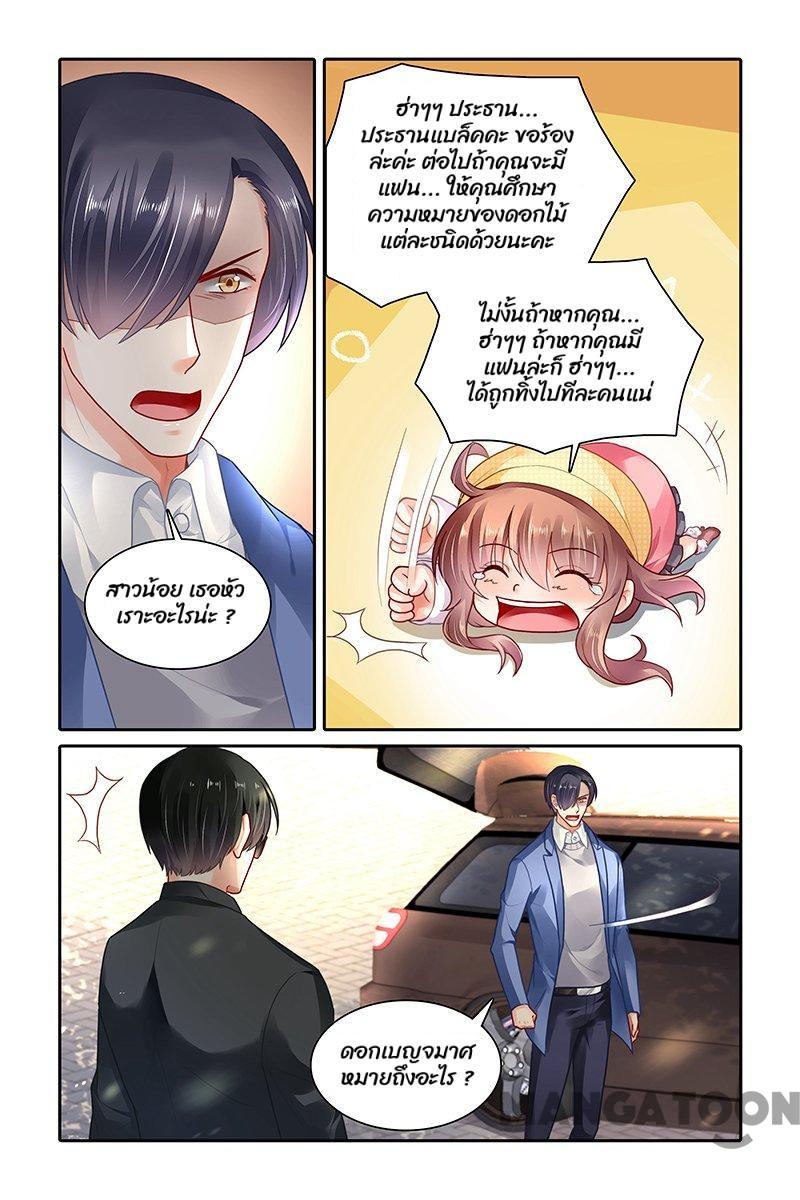 สาวน้อย เธอหัว
เราะอะไรน่ะ ?
ฮ่าๆๆ ประธาน...
ประธานแบล็คคะ ขอร้อง
ล่ะค่ะ ต่อไปถ้าคุณจะมี
แฟน... ให้คุณศึกษา
ความหมายของดอกไม้
แต่ละชนิดด้วยนะคะ
ไม่งั้นถ้าหากคุณ...
ฮ่าๆๆ ถ้าหากคุณมี
แฟนล่ะก็ ฮ่าๆๆ...
ได้ถูกทิ้งไปทีละคนแน่
ดอกเบญจมาศ
หมายถึงอะไร ?
MANGATOON